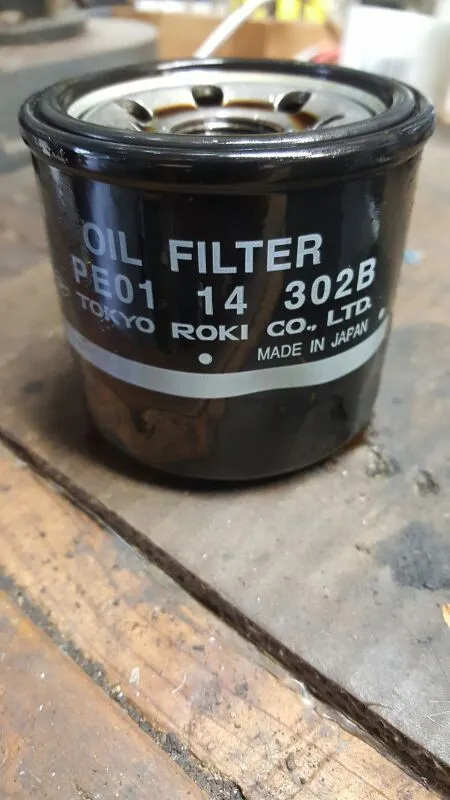 OIL FILTER
PE01 14 302B
TOKYO ROKI CO., LTD.
MADE IN JAPAN